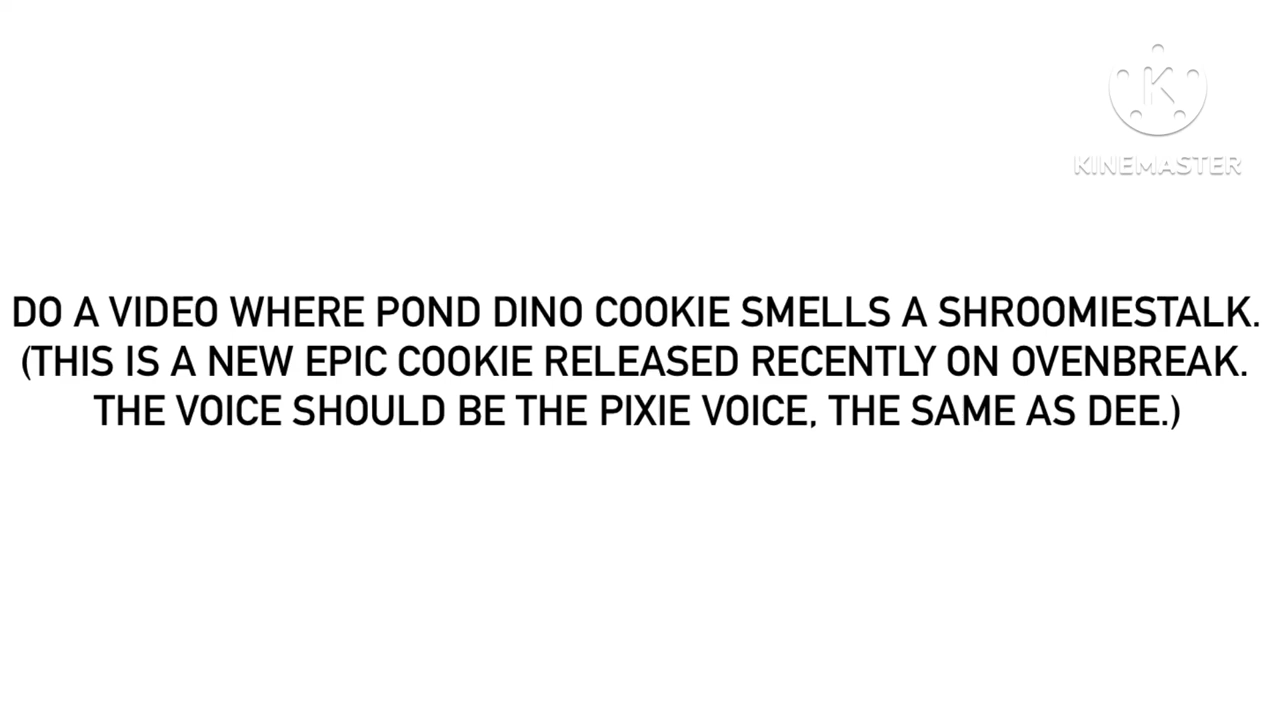 KINEMASTER
DO A VIDEO WHERE POND DINO COOKIE SMELLS A SHROOMIESTALK.
(THIS IS A NEW EPIC COOKIE RELEASED RECENTLY ON OVENBREAK.
THE VOICE SHOULD BE THE PIXIE VOICE, THE SAME AS DEE.)